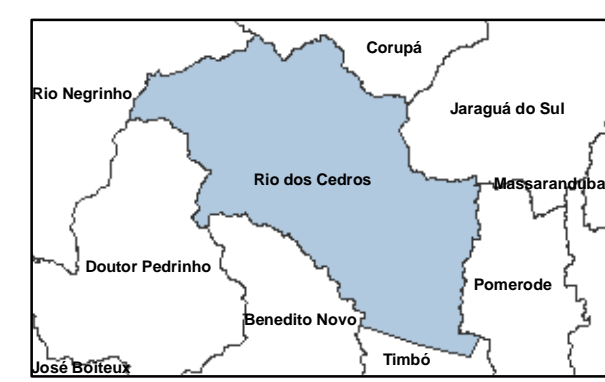 Corupá
Rio Negrinho
Jaraguá do Sul
Rio dos Cedros
Massaranduba
Doutor Pedrinho
Pomerode
Benedito Novo
Timbó
José Boiteux